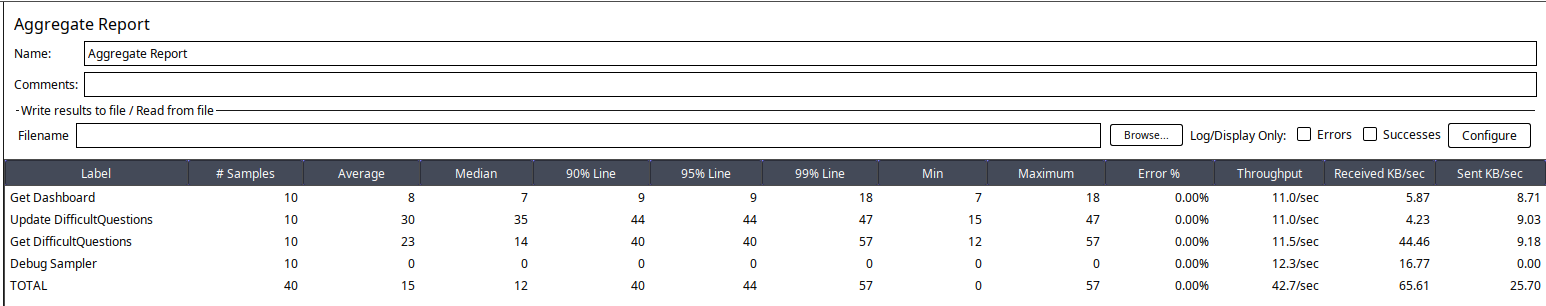 Aggregate Report
Name: Aggregate Report
Comments:
Write results to file / Read from file
Filename Browse... Log/Display Only: Errors Successes Configure
Label # Samples Average Median 90% Line 95% Line 99% Line Min Maximum Error % Throughput Received KB/sec Sent KB/sec
Get Dashboard 10 8 7 9 9 18 7 18 0.00% 11.0/sec 5.87 8.71
Update DifficultQuestions 10 30 35 44 44 47 15 47 0.00% 11.0/sec 4.23 9.03
Get DifficultQuestions 10 23 14 40 40 57 12 57 0.00% 11.5/sec 44.46 9.18
Debug Sampler 10 0 0 0 0 0 0 0 0.00% 12.3/sec 16.77 0.00
TOTAL 40 15 12 40 44 57 0 57 0.00% 42.7/sec 65.61 25.70